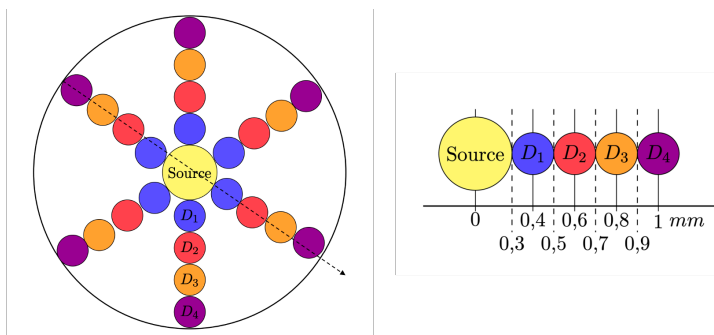 Source
D₁
D₂
D₃
D₄
Source D₁ D₂ D₃ D₄
0 0,4 0,6 0,8 1 mm
0,3 0,5 0,7 0,9